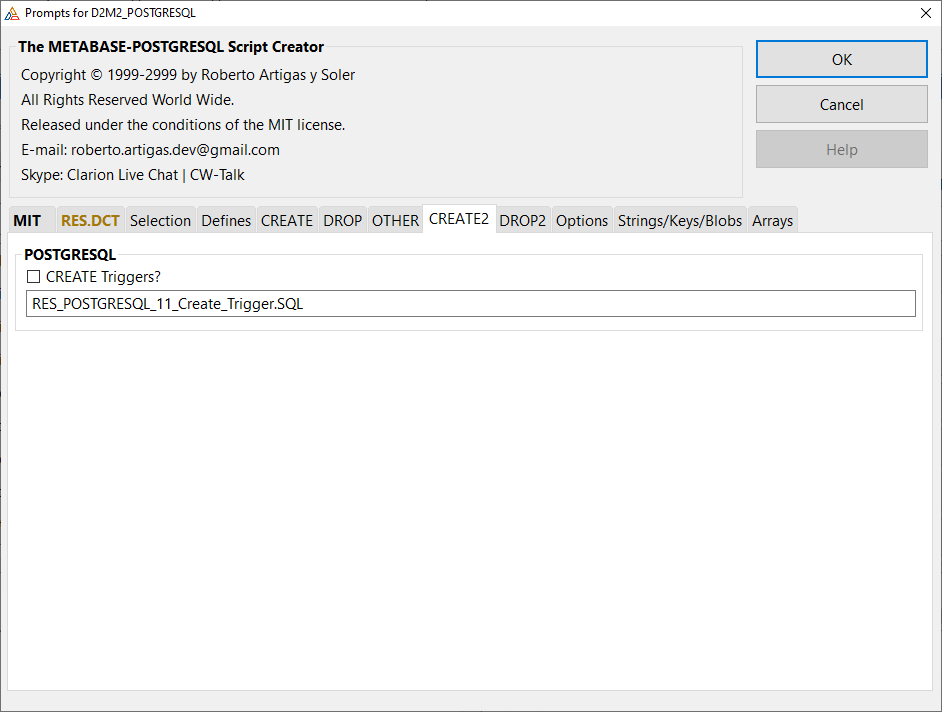 Prompts for D2M2_POSTGRESQL
The METABASE-POSTGRESQL Script Creator
Copyright © 1999-2999 by Roberto Artigas y Soler
All Rights Reserved World Wide.
Released under the conditions of the MIT license.
E-mail: roberto.artigas.dev@gmail.com
Skype: Clarion Live Chat | CW-Talk
OK
Cancel
Help
MIT RES.DCT Selection Defines CREATE DROP OTHER CREATE2 DROP2 Options Strings/Keys/Blobs Arrays
POSTGRESQL
CREATE Triggers?
RES_POSTGRESQL_11_Create_Trigger.SQL